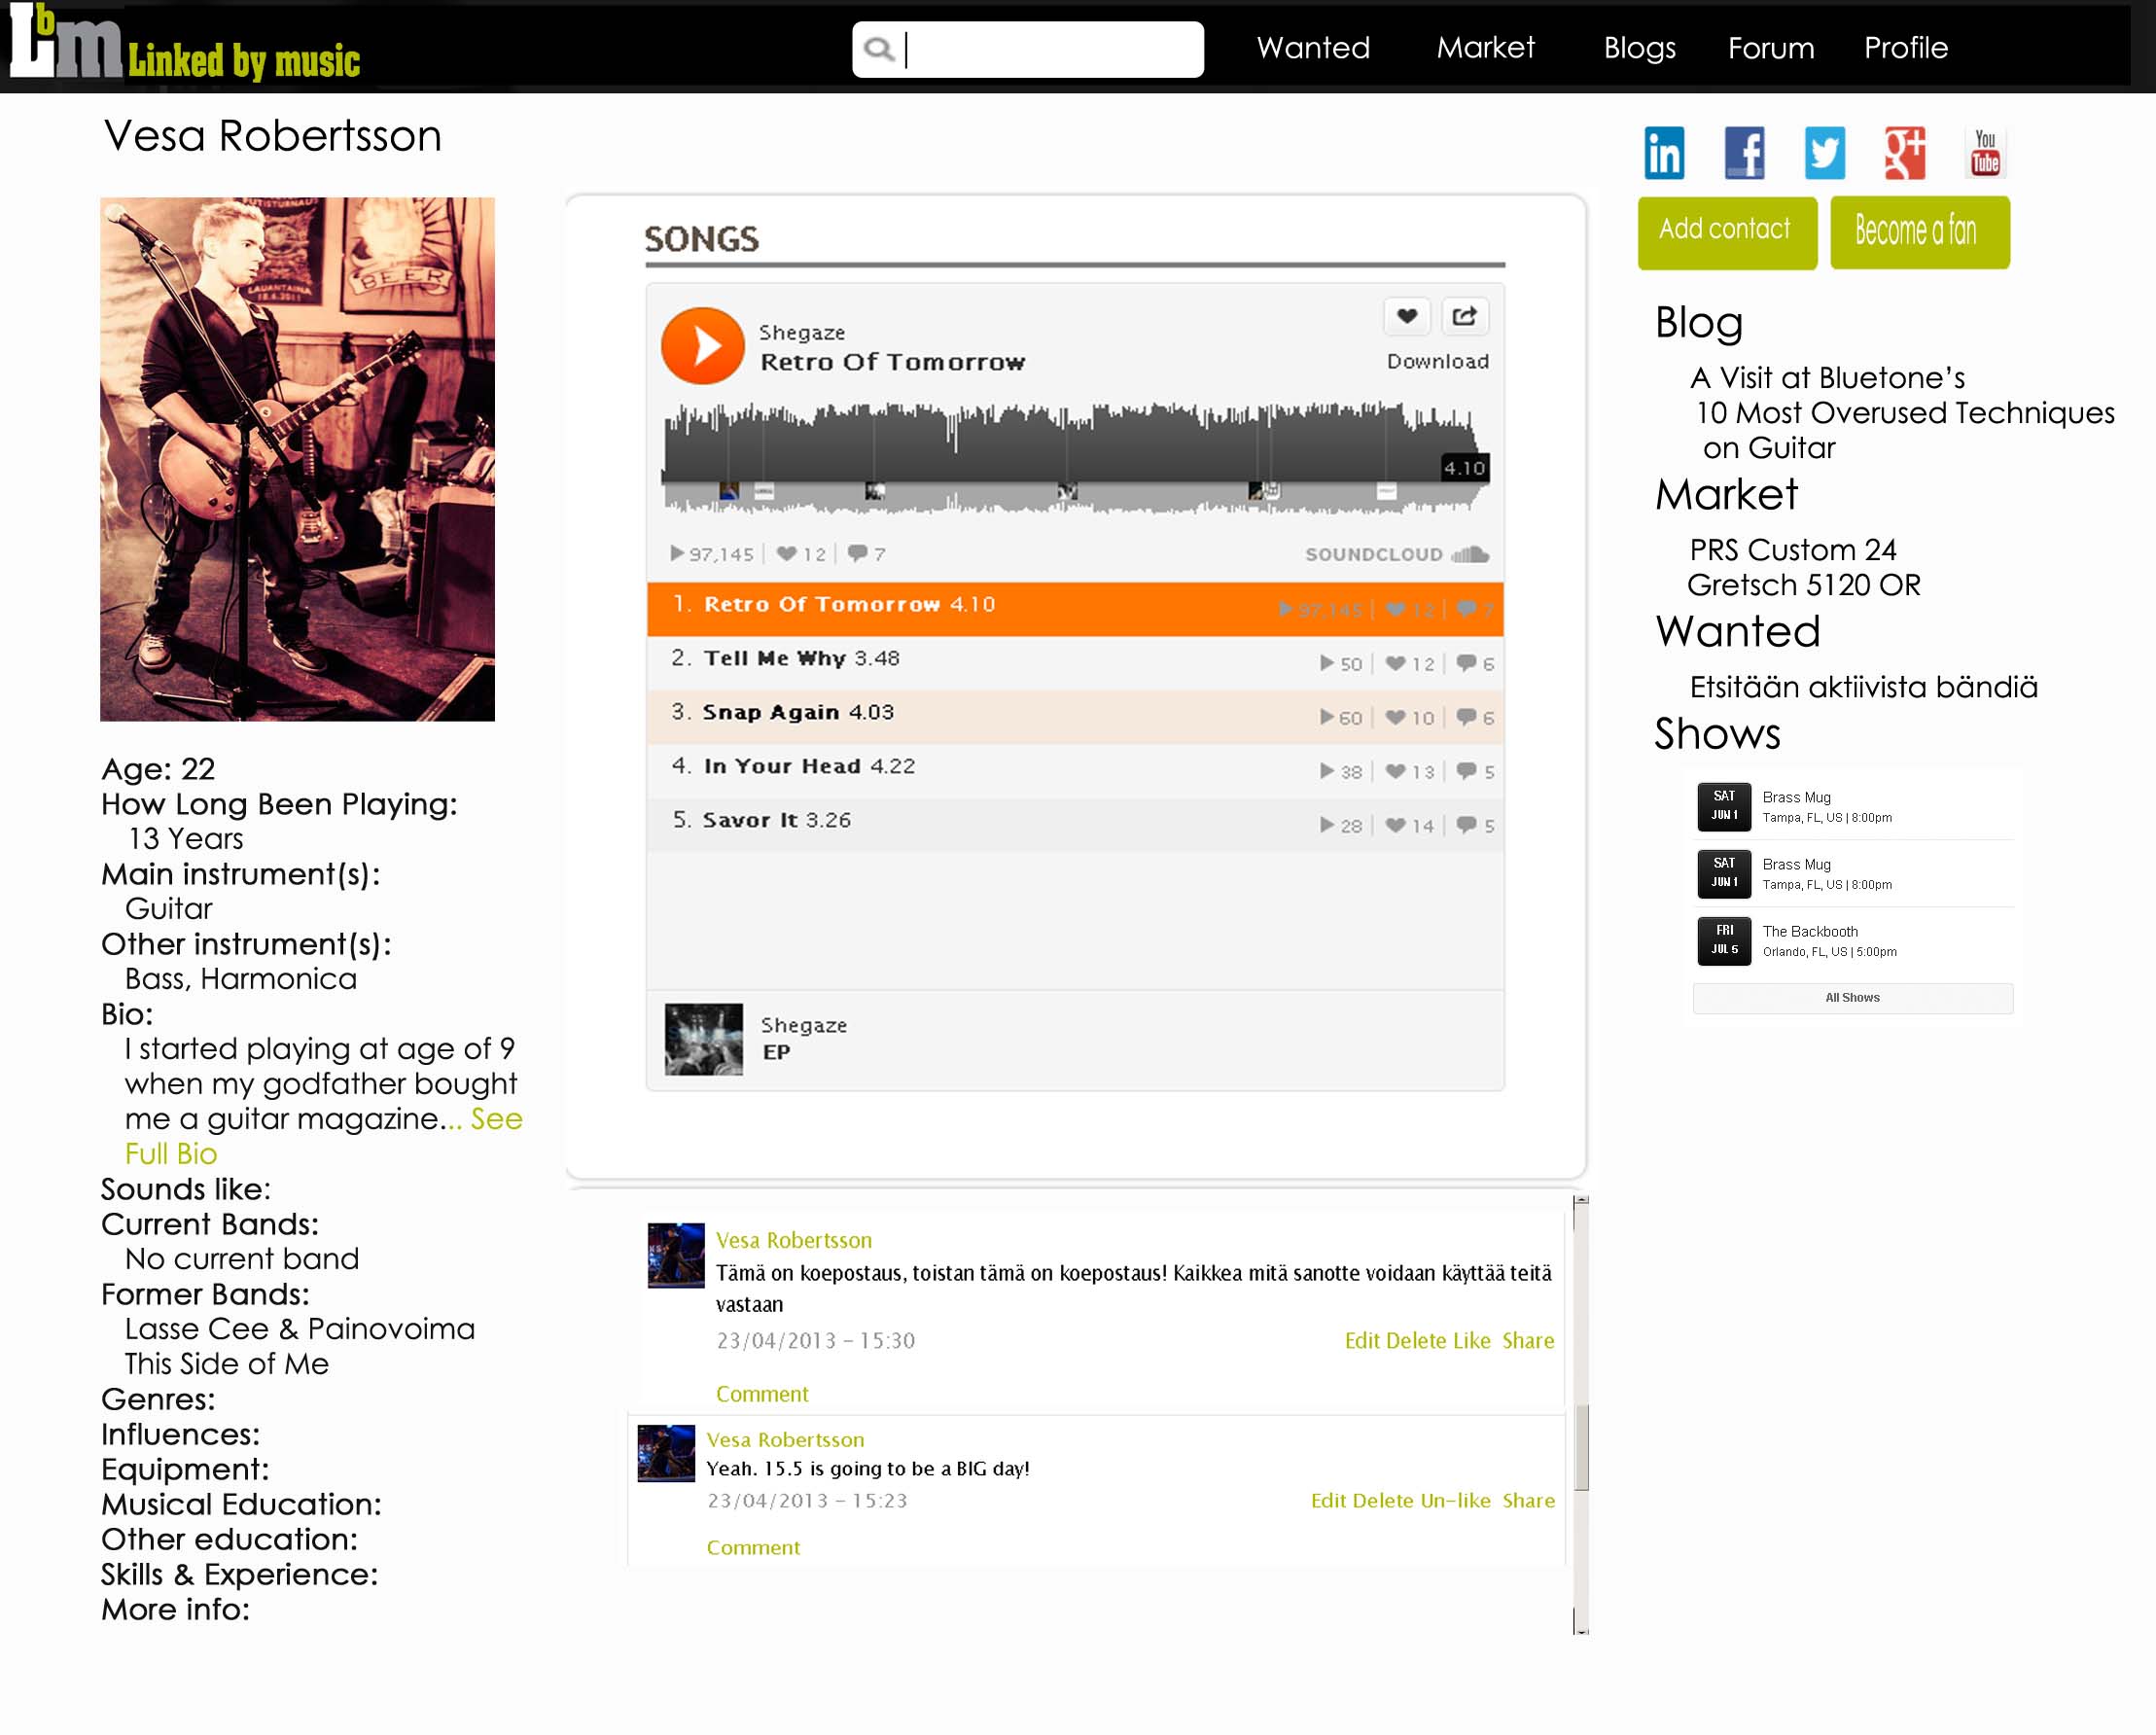 Lbm Linked by music
Wanted Market Blogs Forum Profile
Vesa Robertsson
BEER
LAUANTAINA
18.6.2011
Age: 22
How Long Been Playing:
13 Years
Main instrument(s):
Guitar
Other instrument(s):
Bass, Harmonica
Bio:
I started playing at age of 9
when my godfather bought
me a guitar magazine... See
Full Bio
Sounds like:
Current Bands:
No current band
Former Bands:
Lasse Cee & Painovoima
This Side of Me
Genres:
Influences:
Equipment:
Musical Education:
Other education:
Skills & Experience:
More info:
SONGS
Shegaze
Retro Of Tomorrow
Download
4.10
97,145 | 12 | 7
SOUNDCLOUD
1. Retro Of Tomorrow 4.10 97,145 | 12 | 7
2. Tell Me Why 3.48 50 | 12 | 6
3. Snap Again 4.03 60 | 10 | 6
4. In Your Head 4.22 38 | 13 | 5
5. Savor It 3.26 28 | 14 | 5
Shegaze
EP
Vesa Robertsson
Tämä on koepostaus, toistan tämä on koepostaus! Kaikkea mitä sanotte voidaan käyttää teitä
vastaan
23/04/2013 – 15:30 Edit Delete Like Share
Comment
Vesa Robertsson
Yeah. 15.5 is going to be a BIG day!
23/04/2013 – 15:23 Edit Delete Un-like Share
Comment
in f g+ You Tube
Add contact Become a fan
Blog
A Visit at Bluetone’s
10 Most Overused Techniques
on Guitar
Market
PRS Custom 24
Gretsch 5120 OR
Wanted
Etsitään aktiivista bändiä
Shows
SAT
JUN 1
Brass Mug
Tampa, FL, US | 8:00pm
SAT
JUN 1
Brass Mug
Tampa, FL, US | 8:00pm
FRI
JUL 5
The Backbooth
Orlando, FL, US | 5:00pm
All Shows